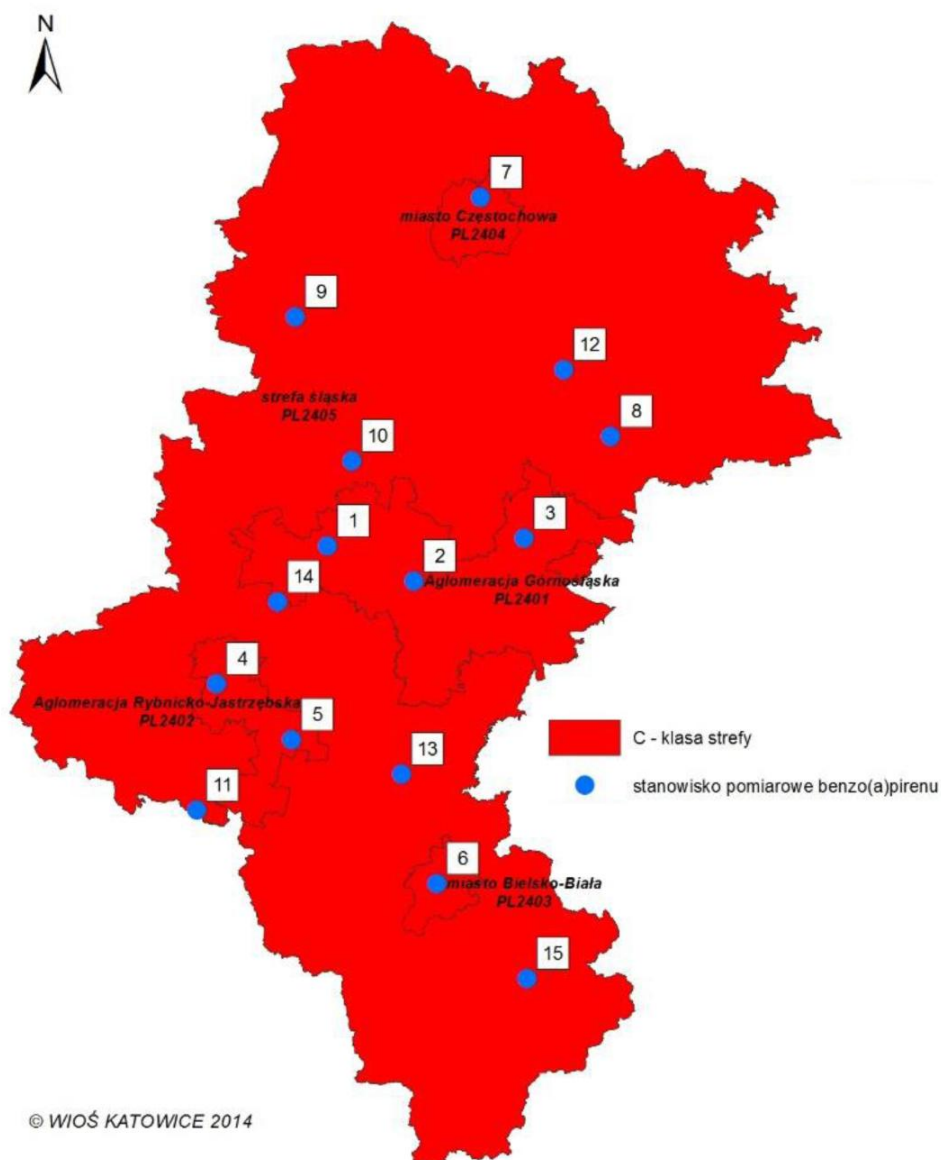 N
7
miasto Częstochowa
PL2404
9
12
strefa śląska
PL2405
8
10
3
1
2
Aglomeracja Górnośląska
PL2401
14
4
Aglomeracja Rybnicko-Jastrzębska
PL2402
5
C - klasa strefy
13
stanowisko pomiarowe benzo(a)pirenu
11
6
miasto Bielsko-Biała
PL2403
15
© WIOŚ KATOWICE 2014